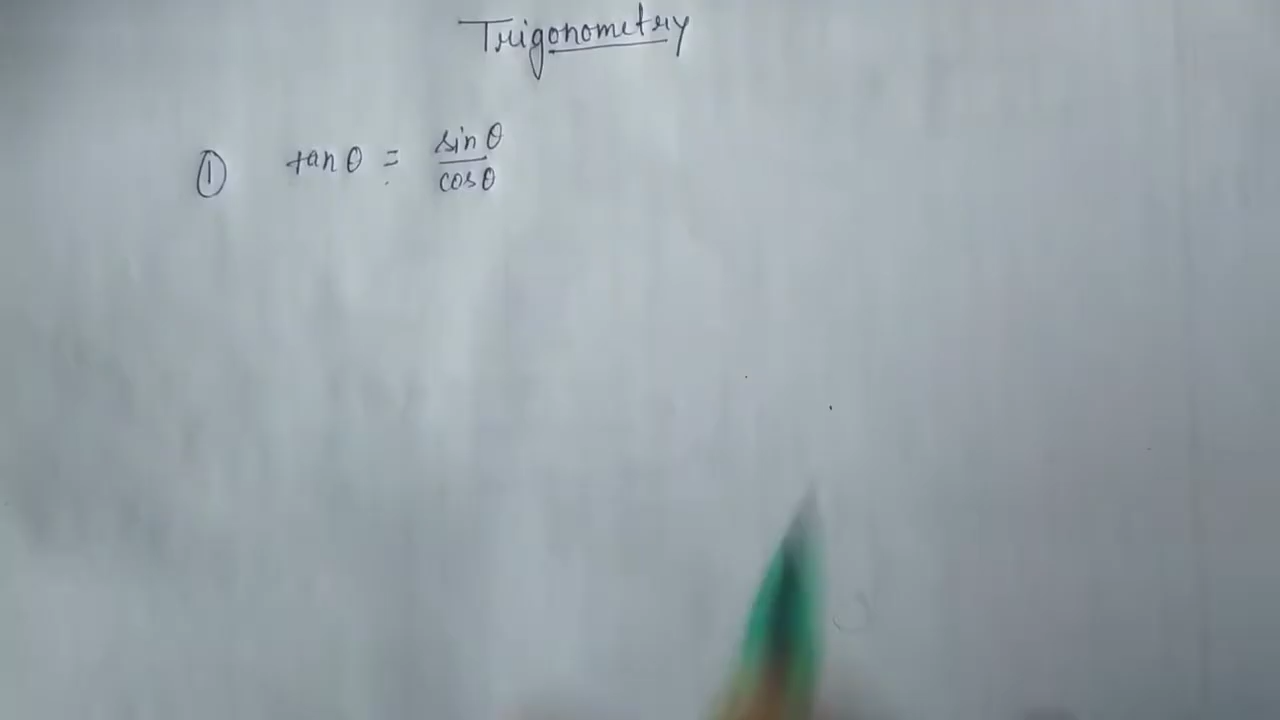 Trigonometry
① tan θ = sin θ / cos θ